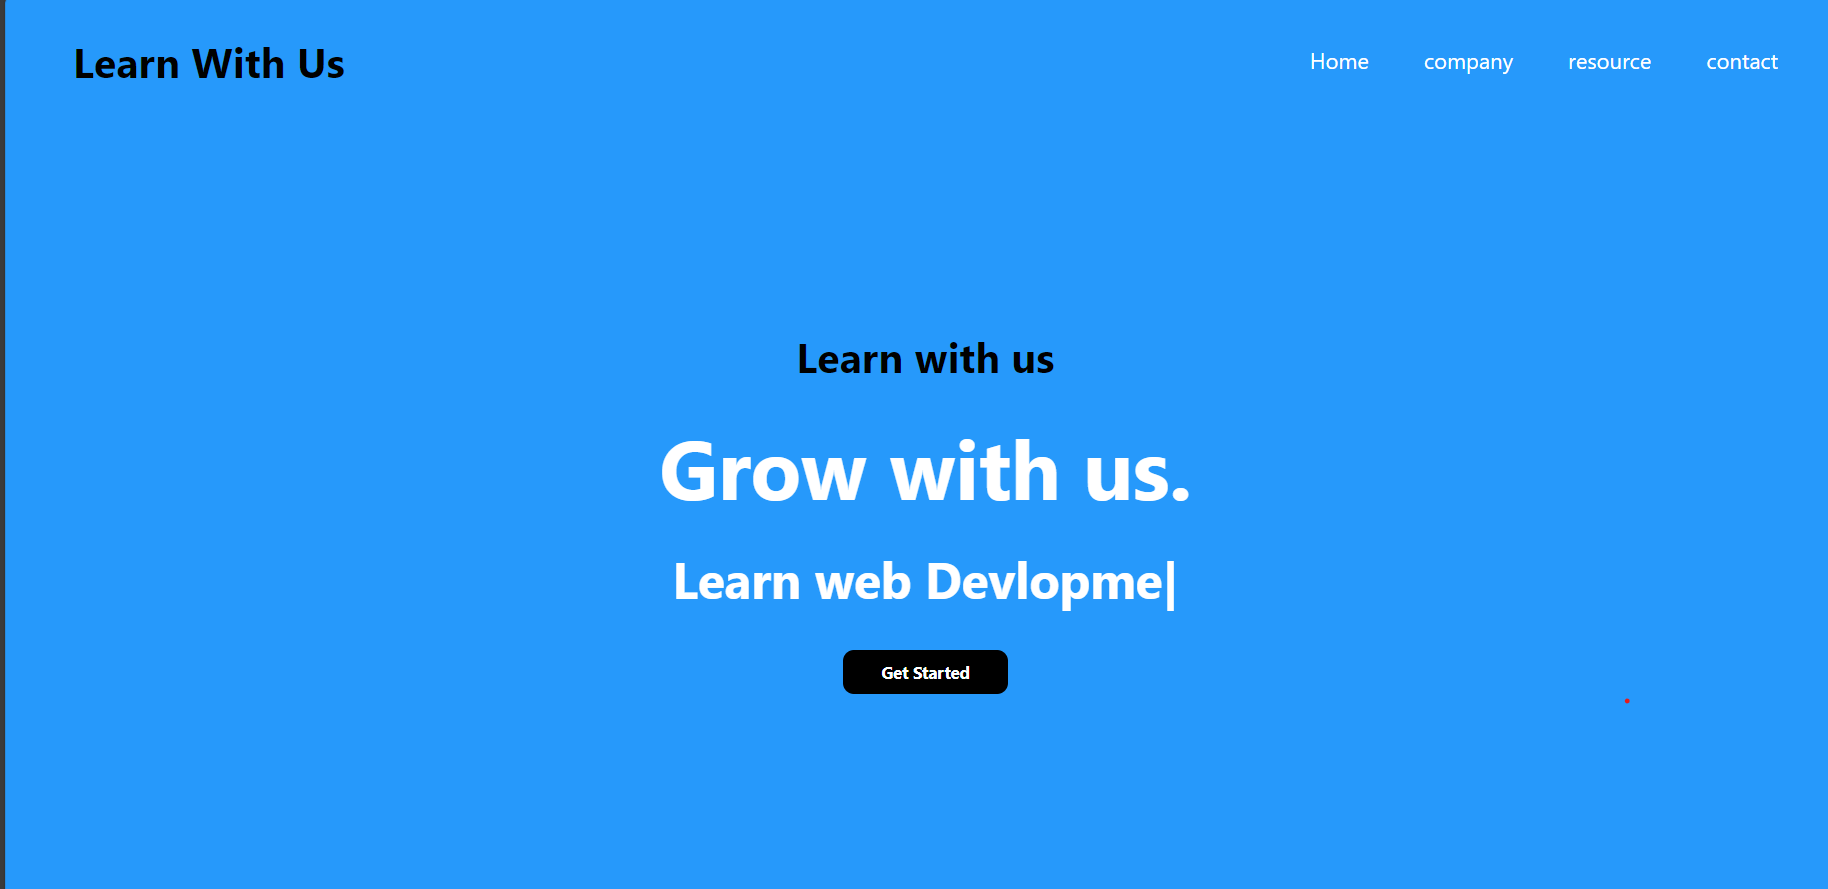 Learn With Us
Home company resource contact
Learn with us
Grow with us.
Learn web Devlopme|
Get Started